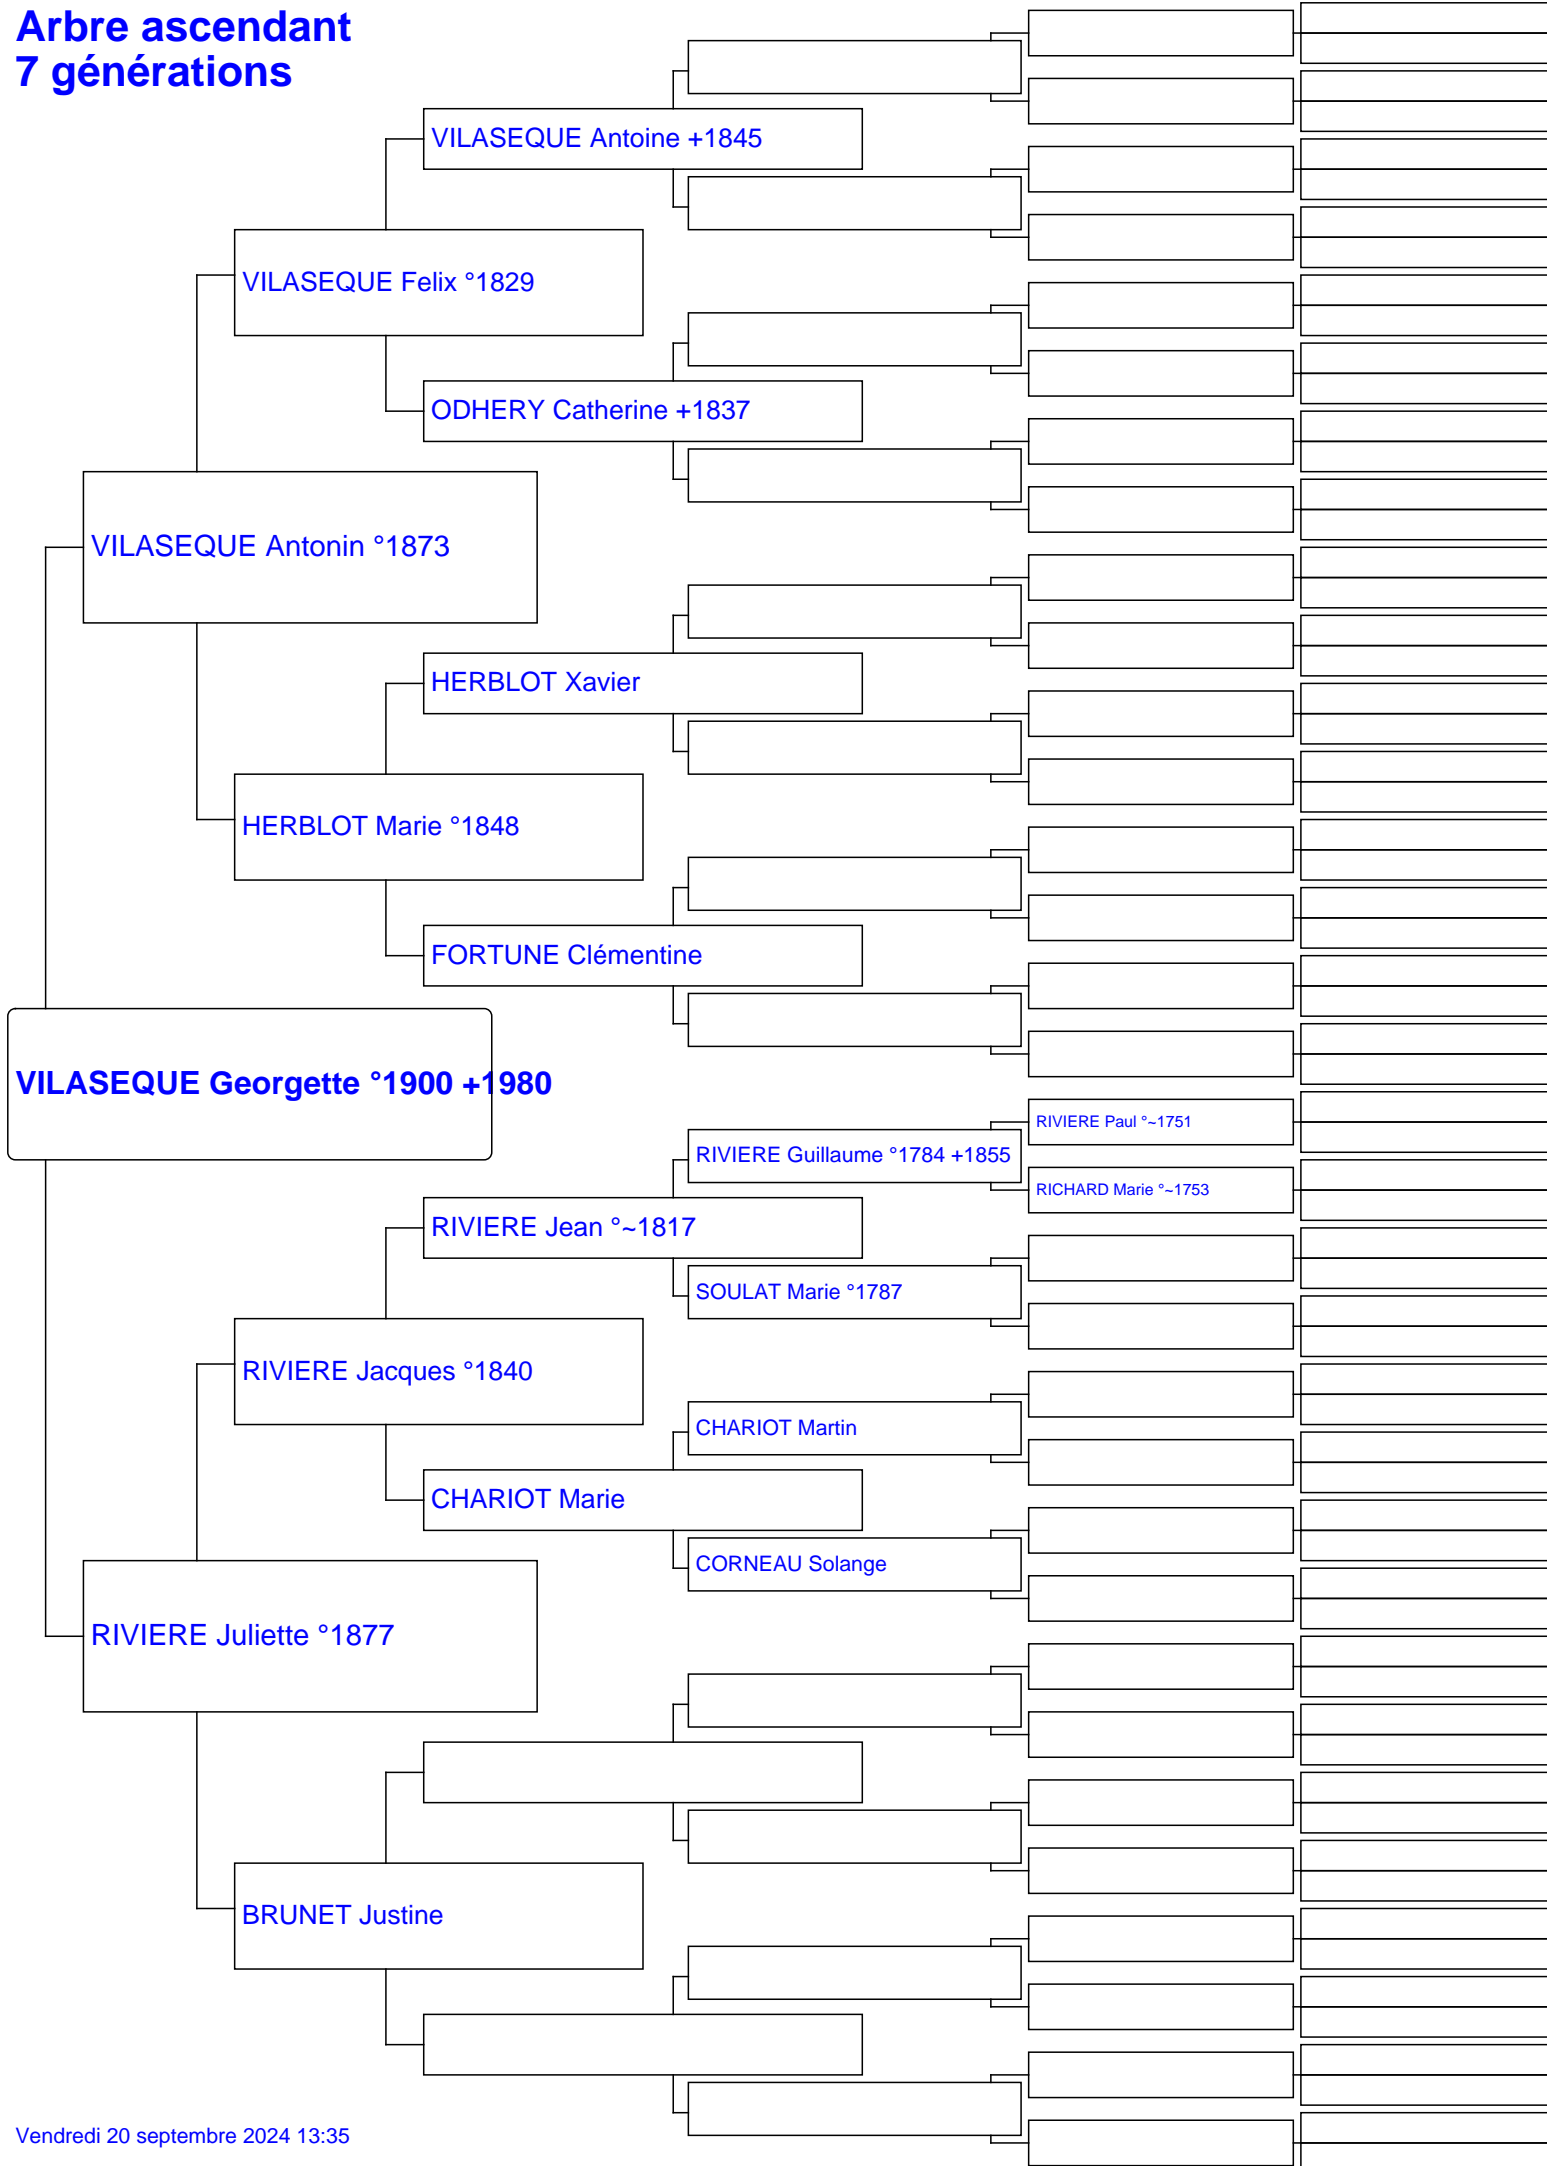 Arbre ascendant
7 générations
VILASEQUE Antoine +1845
VILASEQUE Felix °1829
ODHERY Catherine +1837
VILASEQUE Antonin °1873
HERBLOT Xavier
HERBLOT Marie °1848
FORTUNE Clémentine
VILASEQUE Georgette °1900 +1980
RIVIERE Paul °~1751
RIVIERE Guillaume °1784 +1855
RICHARD Marie °~1753
RIVIERE Jean °~1817
SOULAT Marie °1787
RIVIERE Jacques °1840
CHARIOT Martin
CHARIOT Marie
CORNEAU Solange
RIVIERE Juliette °1877
BRUNET Justine
Vendredi 20 septembre 2024 13:35